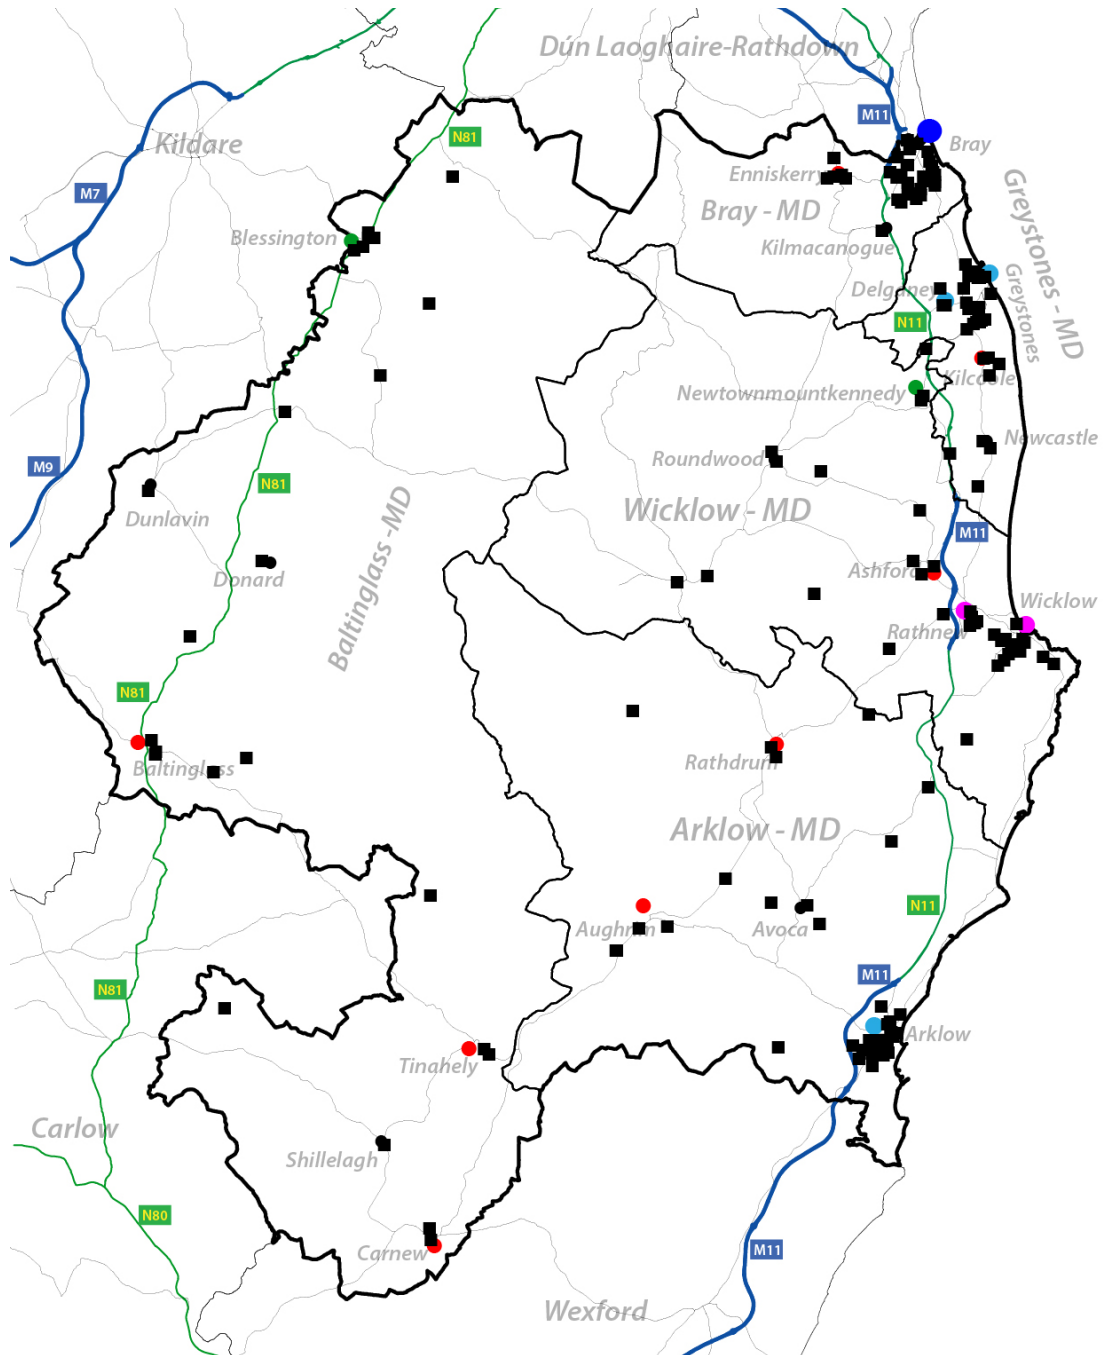 Dún Laoghaire-Rathdown
M11
N81
Kildare
Bray
Enniskerry
M7
Bray - MD
Greystones - MD
Blessington
Kilmacanogue
Delganey
Greystones
N11
Kilcoole
Newtownmountkennedy
Newcastle
Roundwood
M9
N81
Wicklow - MD
Dunlavin
M11
Baltinglass -MD
Ashford
Donard
Wicklow
Rathnew
N81
Rathdrum
Baltinglass
Arklow - MD
N11
Aughrim
Avoca
M11
N81
Arklow
Tinahely
Carlow
Shillelagh
N80
M11
Carnew
Wexford